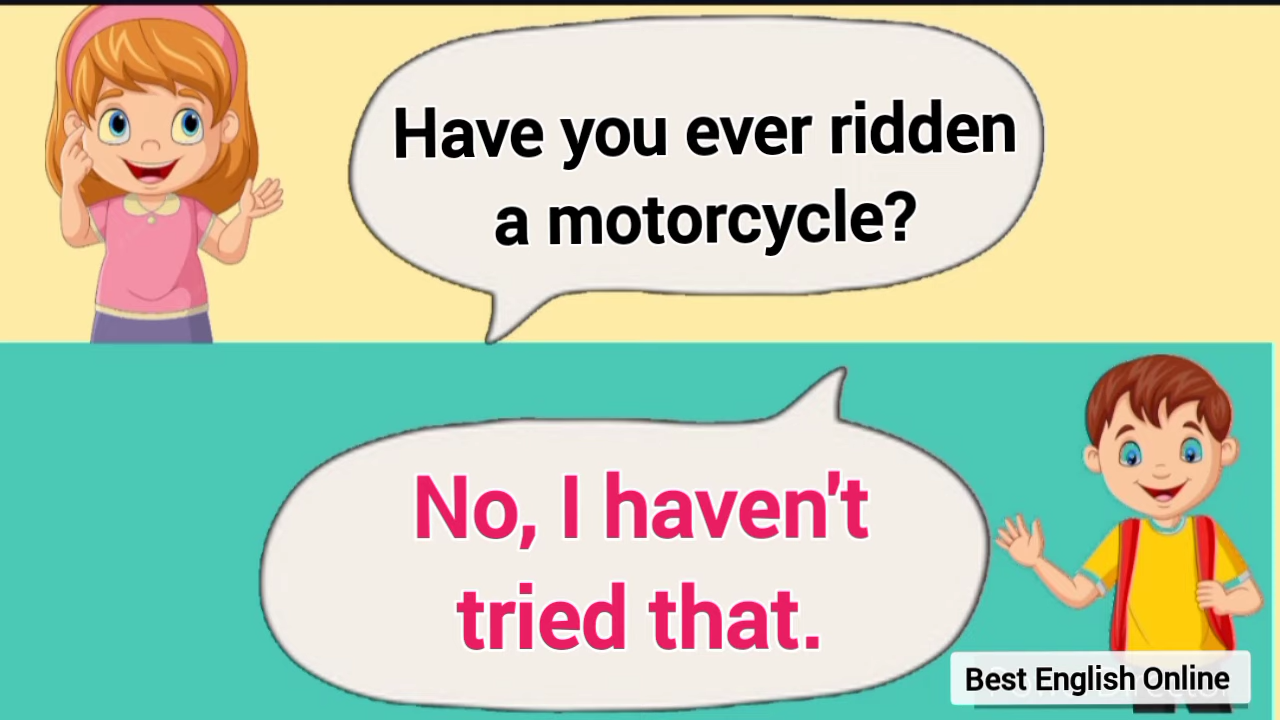 Have you ever ridden
a motorcycle?
No, I haven't
tried that.
Best English Online